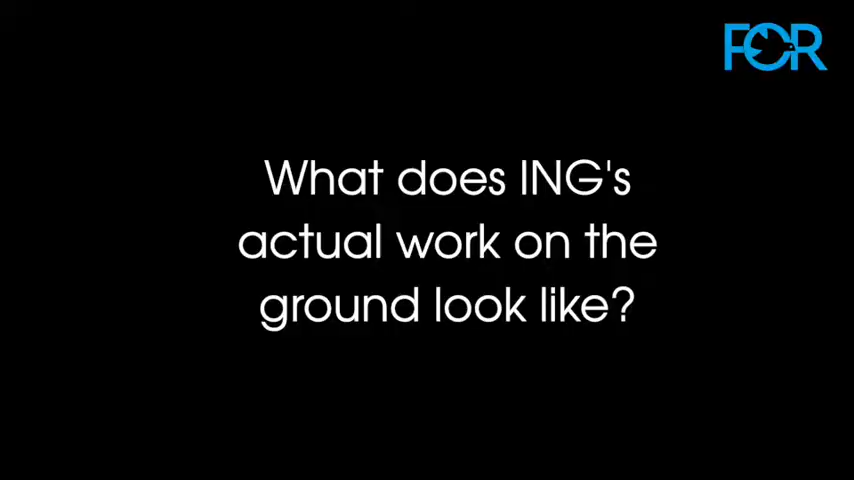 FOR
What does ING's
actual work on the
ground look like?